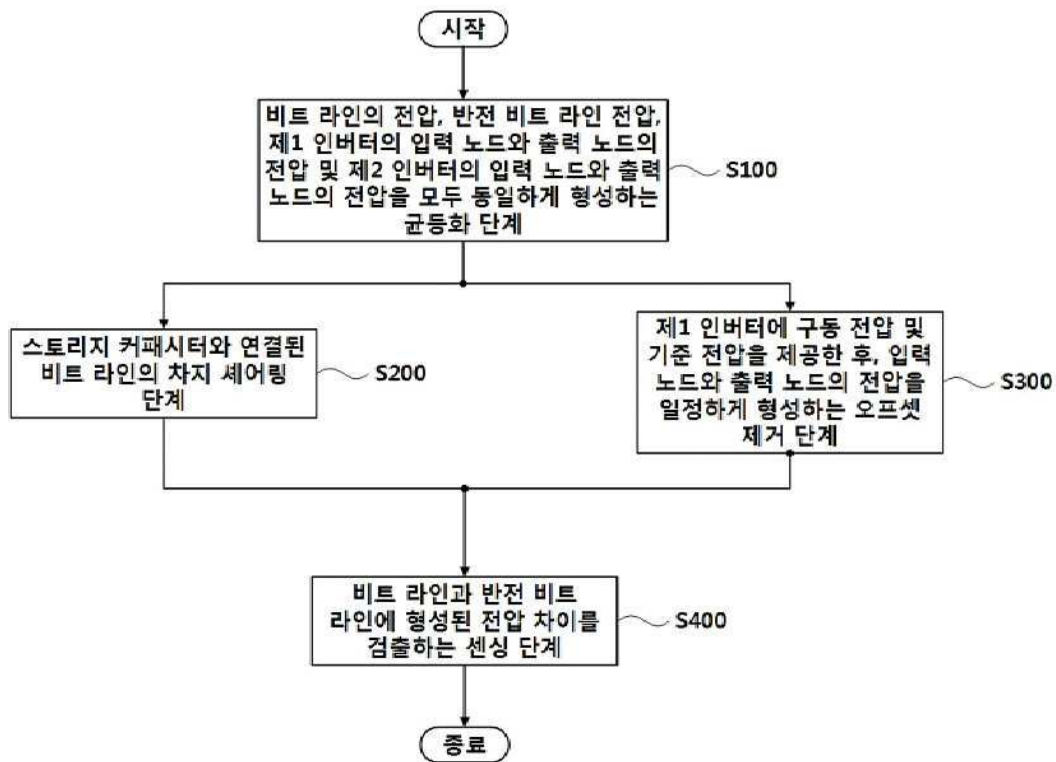 시작
비트 라인의 전압, 반전 비트 라인 전압,
제1 인버터의 입력 노드와 출력 노드의
전압 및 제2 인버터의 입력 노드와 출력
노드의 전압을 모두 동일하게 형성하는
균등화 단계
S100
스토리지 커패시터와 연결된
비트 라인의 차지 셰어링
단계
S200
제1 인버터에 구동 전압 및
기준 전압을 제공한 후, 입력
노드와 출력 노드의 전압을
일정하게 형성하는 오프셋
제거 단계
S300
비트 라인과 반전 비트
라인에 형성된 전압 차이를
검출하는 센싱 단계
S400
종료